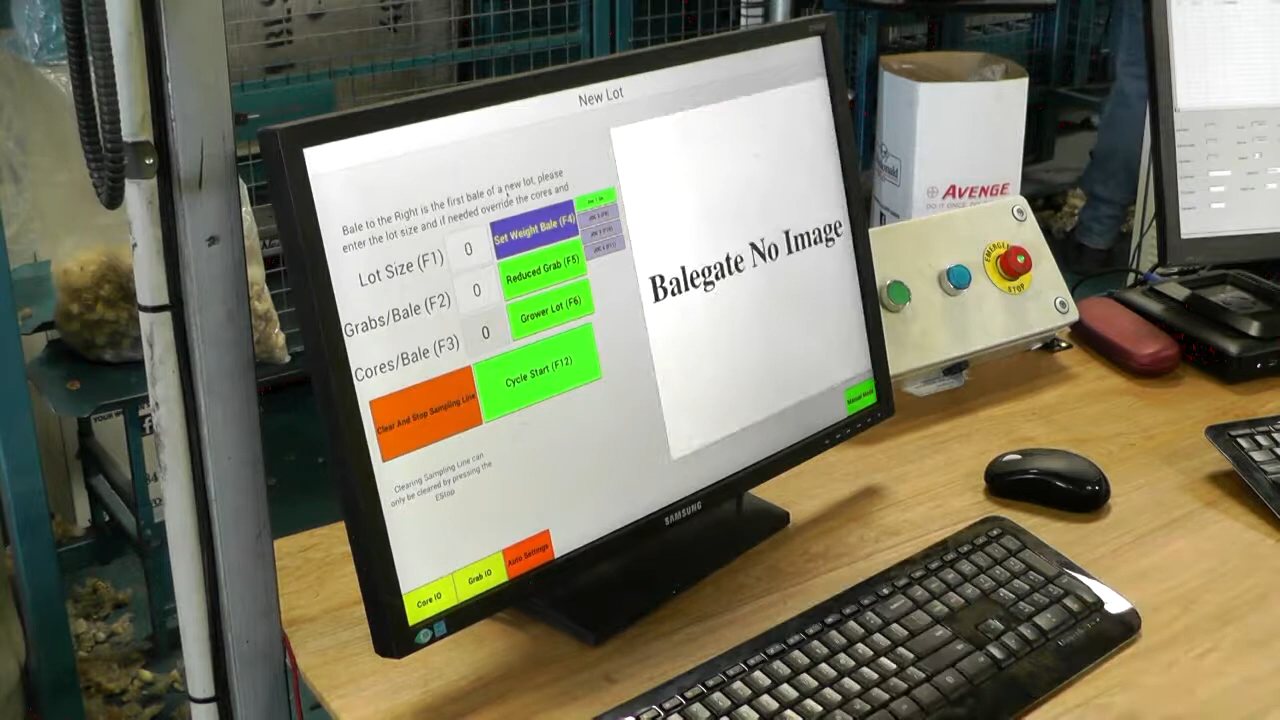 New Lot
Bale to the Right is the first bale of a new lot, please
enter the lot size and if needed override the cores and
Lot Size (F1)
0
Set Weight Bale (F4)
Grabs/Bale (F2)
0
Reduced Grab (F5)
Cores/Bale (F3)
0
Grower Lot (F6)
Clear And Stop Sampling Line
Cycle Start (F12)
Clearing Sampling Line can
only be cleared by pressing the
EStop
Core IO
Grab IO
Auto Settings
Balegate No Image
Manual Mode
SAMSUNG
AVENGE
EMERGENCY
STOP